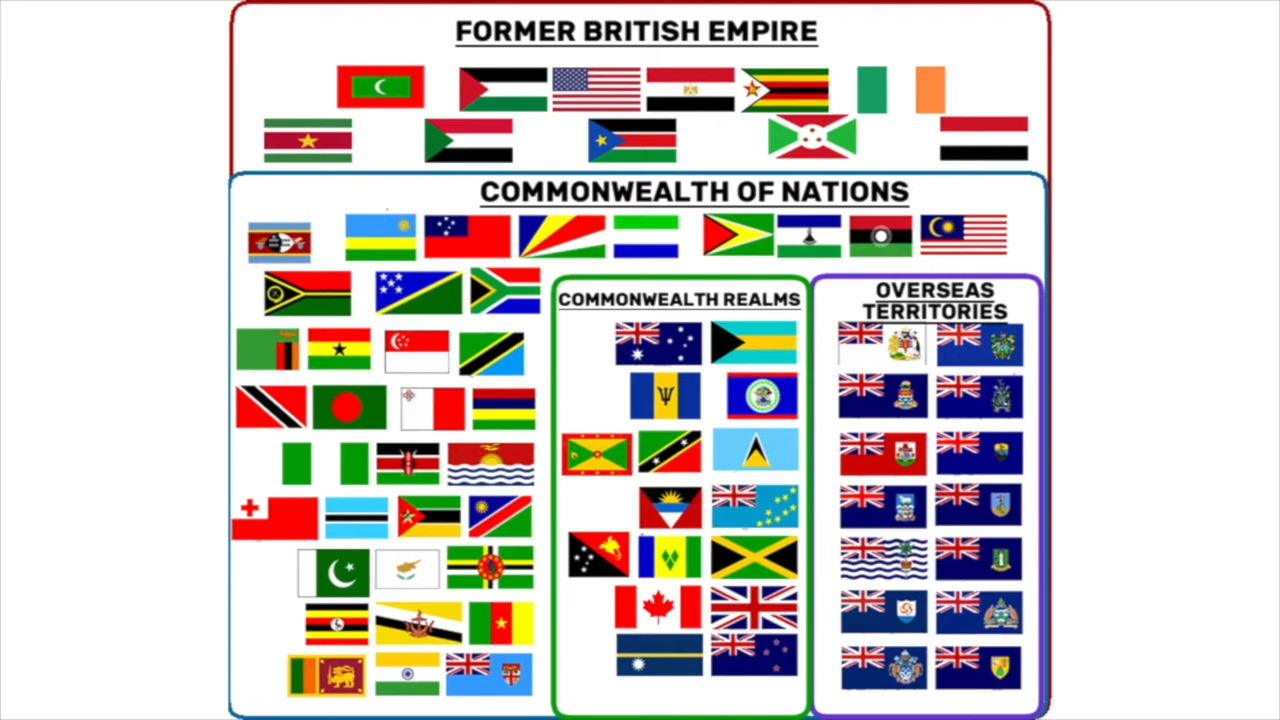 FORMER BRITISH EMPIRE
COMMONWEALTH OF NATIONS
COMMONWEALTH REALMS
OVERSEAS
TERRITORIES